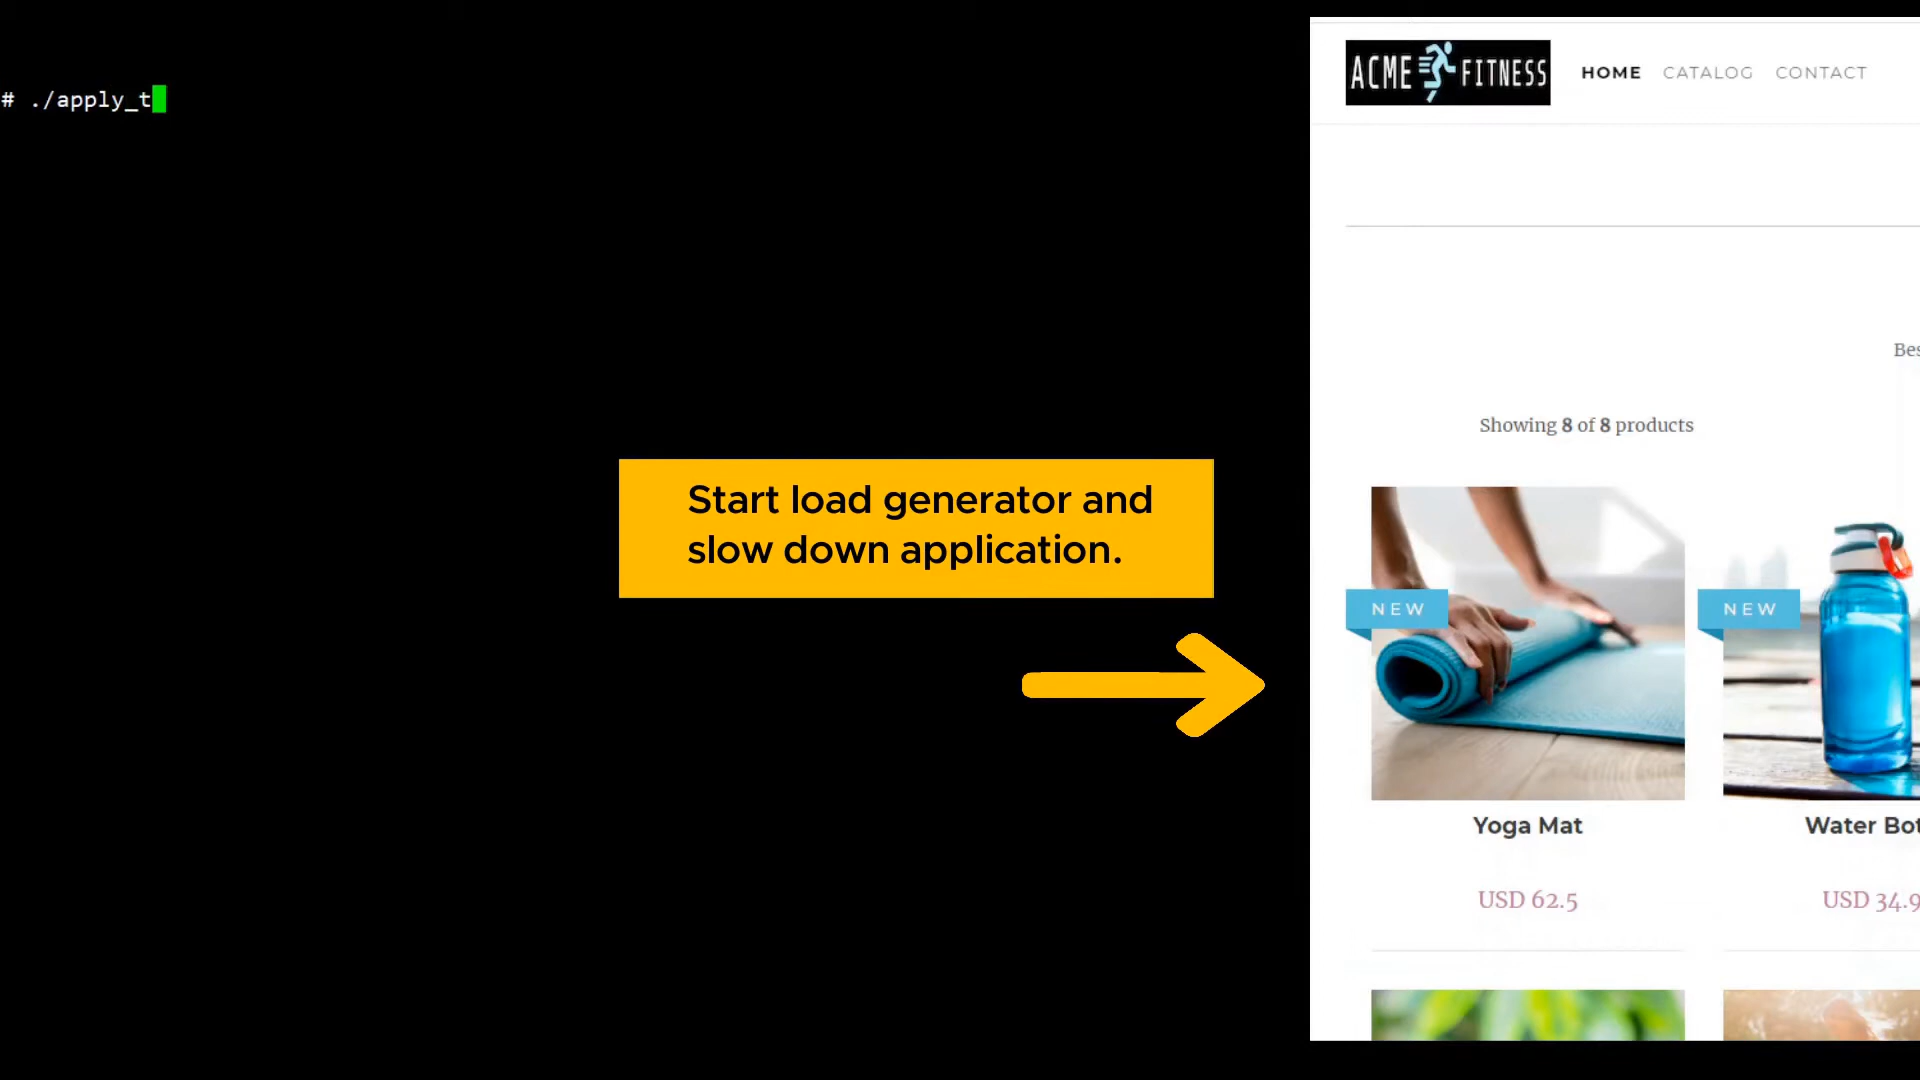 # ./apply_t
Start load generator and
slow down application.
ACME FITNESS
HOME CATALOG CONTACT
Bes
Showing 8 of 8 products
NEW
NEW
Yoga Mat
Water Bot
USD 62.5
USD 34.9